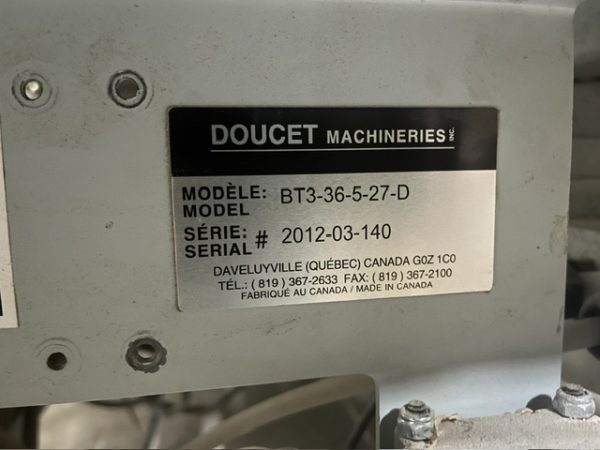 DOUCET MACHINERIES INC.
MODÈLE: BT3-36-5-27-D
MODEL
SÉRIE: # 2012-03-140
SERIAL
DAVELUYVILLE (QUÉBEC) CANADA G0Z 1C0
TÉL.: ( 819 ) 367-2633 FAX: ( 819 ) 367-2100
FABRIQUÉ AU CANADA / MADE IN CANADA